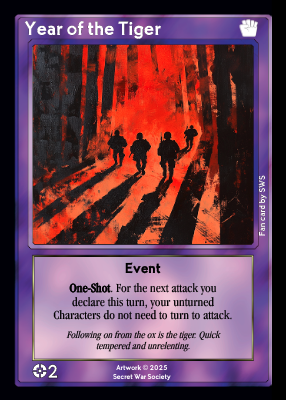 Year of the Tiger
Fan card by SWS
Event
One-Shot. For the next attack you
declare this turn, your unturned
Characters do not need to turn to attack.
Following on from the ox is the tiger. Quick
tempered and unrelenting.
2
Artwork © 2025
Secret War Society